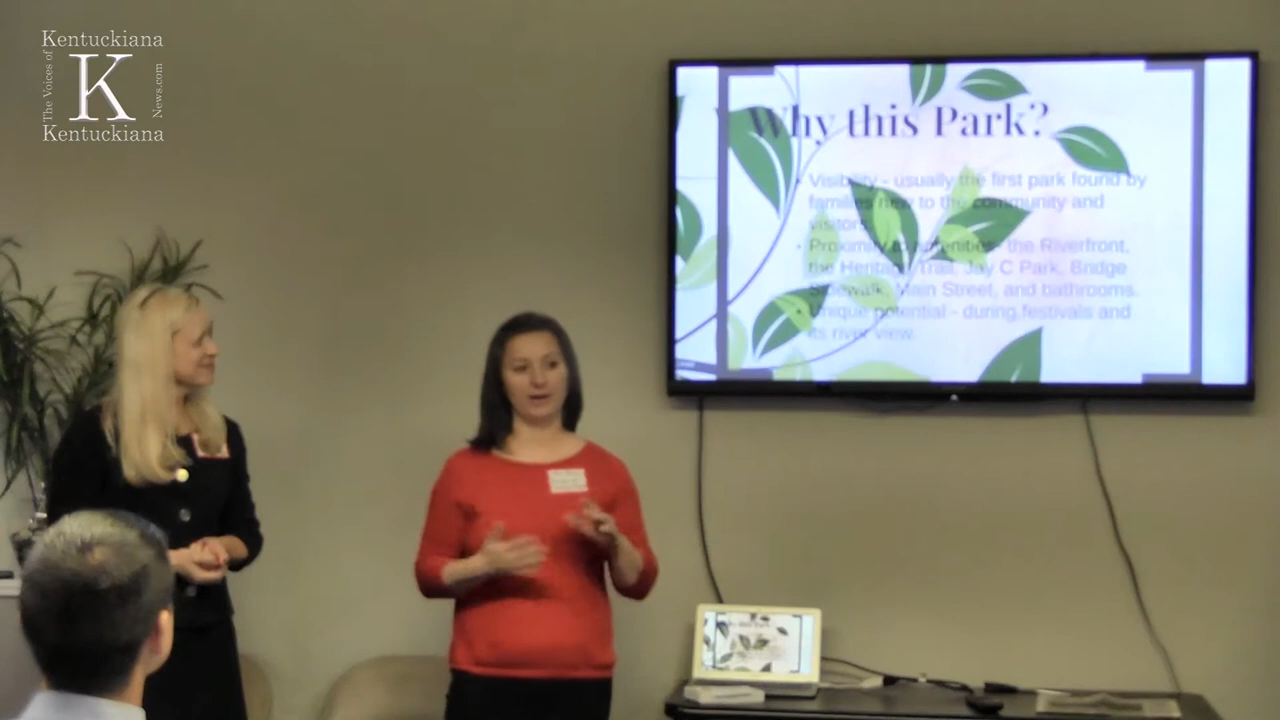 Kentuckiana
The Voices of
K
News.com
Kentuckiana
Why this Park?
• Visibility - usually the first park found by
families new to the community and
visitors
• Proximity to amenities- the Riverfront,
the Heritage Trail, Jay C Park, Bridge
Sidewalk, Main Street, and bathrooms.
• Unique potential - during festivals and
its river view.